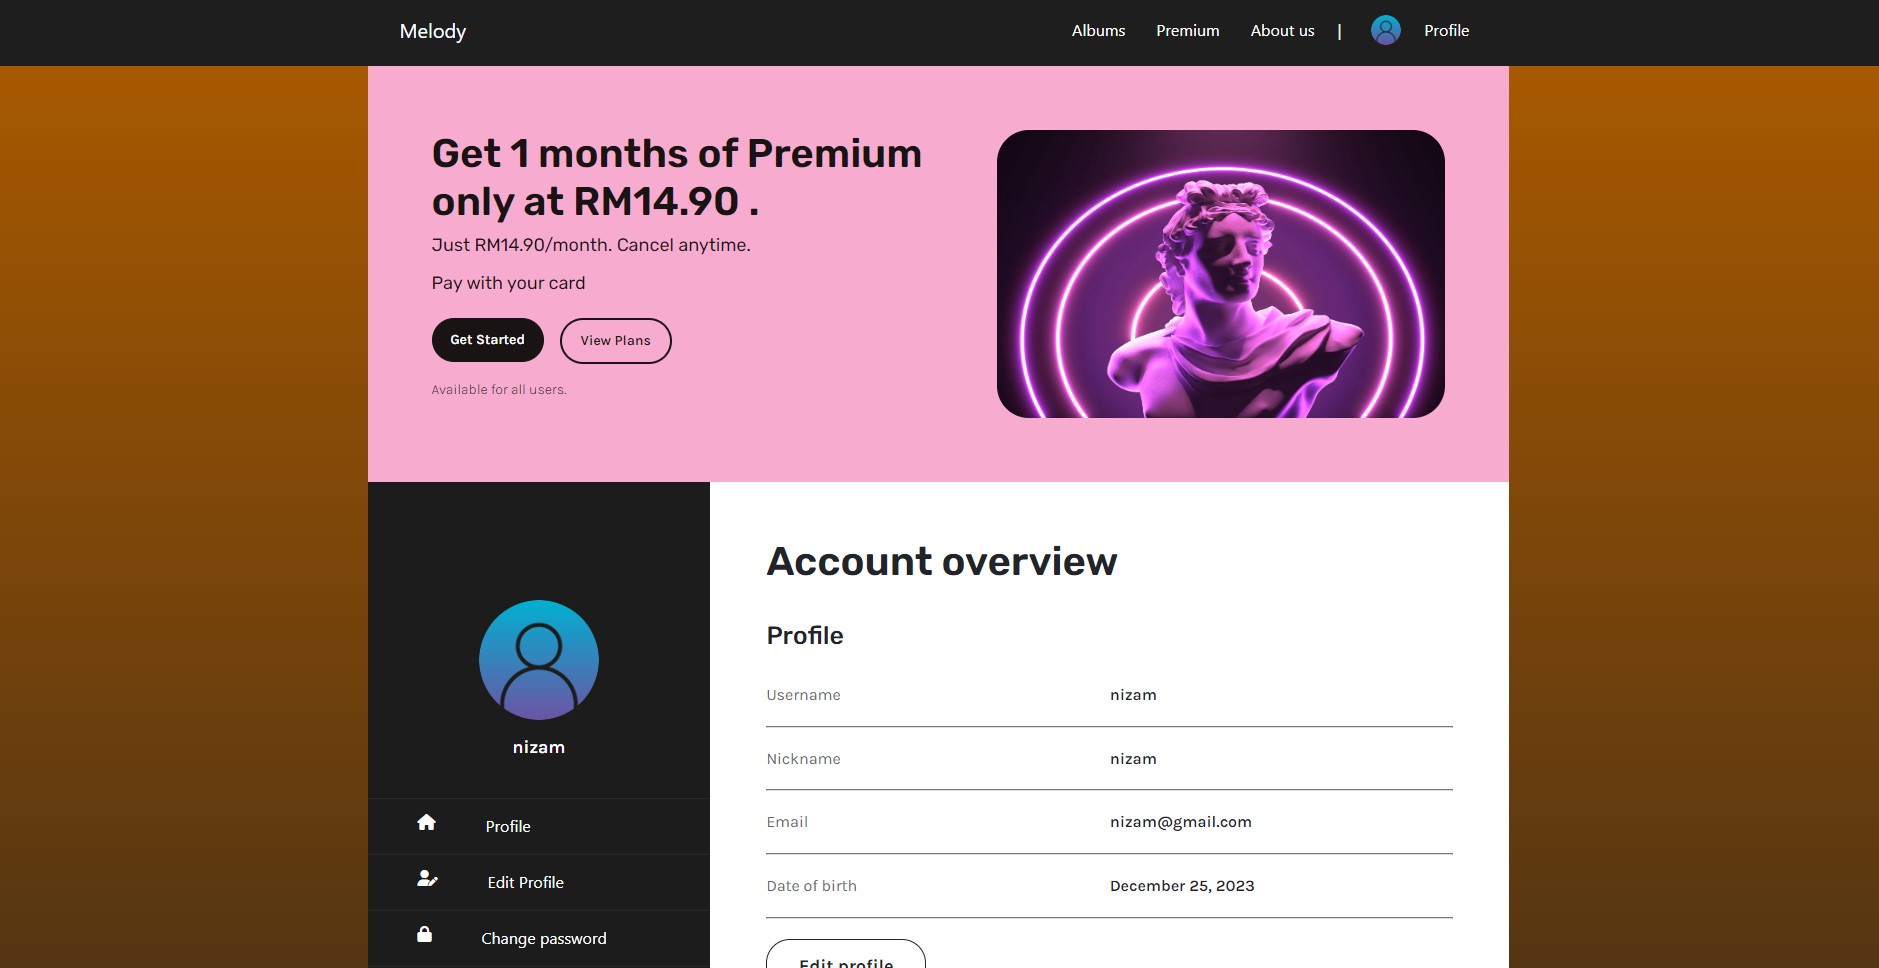 Melody
Albums
Premium
About us
|
Profile
Get 1 months of Premium
only at RM14.90 .
Just RM14.90/month. Cancel anytime.
Pay with your card
Get Started
View Plans
Available for all users.
nizam
Profile
Edit Profile
Change password
Account overview
Profile
Username nizam
Nickname nizam
Email nizam@gmail.com
Date of birth December 25, 2023
Edit profile